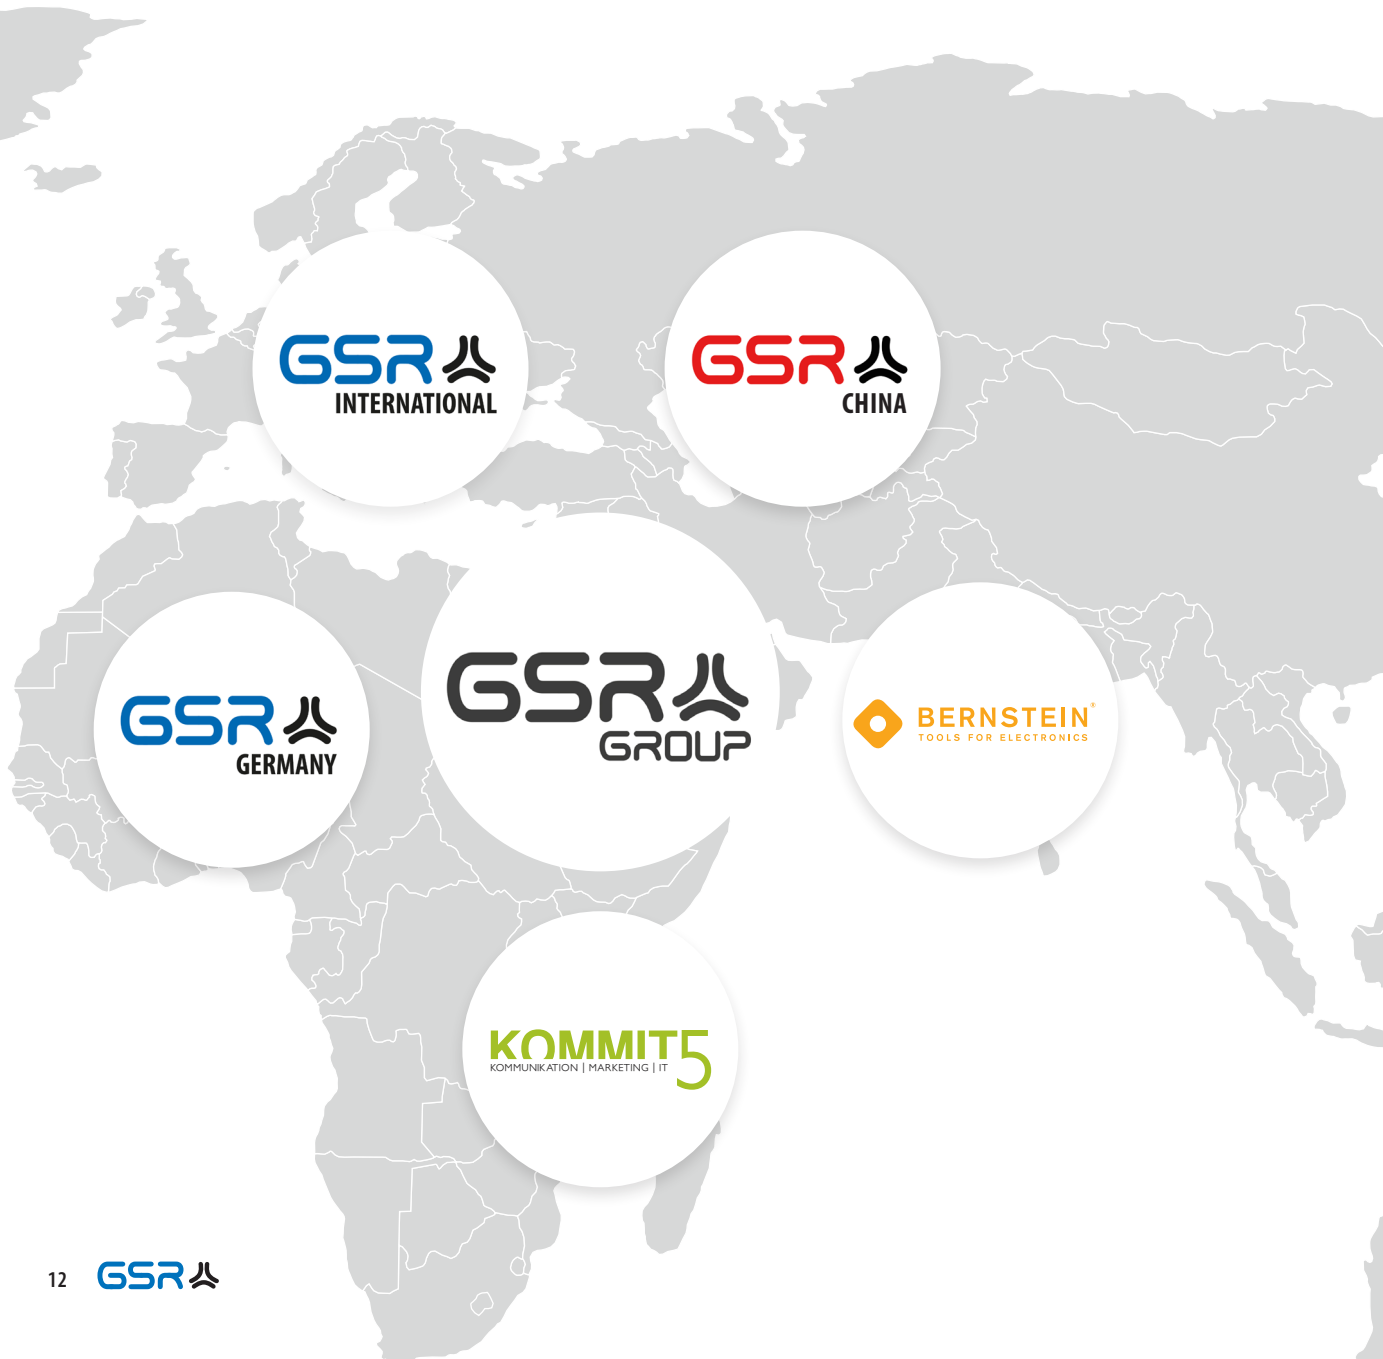 GSR
INTERNATIONAL
GSR
CHINA
GSR
GERMANY
GSR
GROUP
BERNSTEIN®
TOOLS FOR ELECTRONICS
KOMMIT5
KOMMUNIKATION | MARKETING | IT
12 GSR